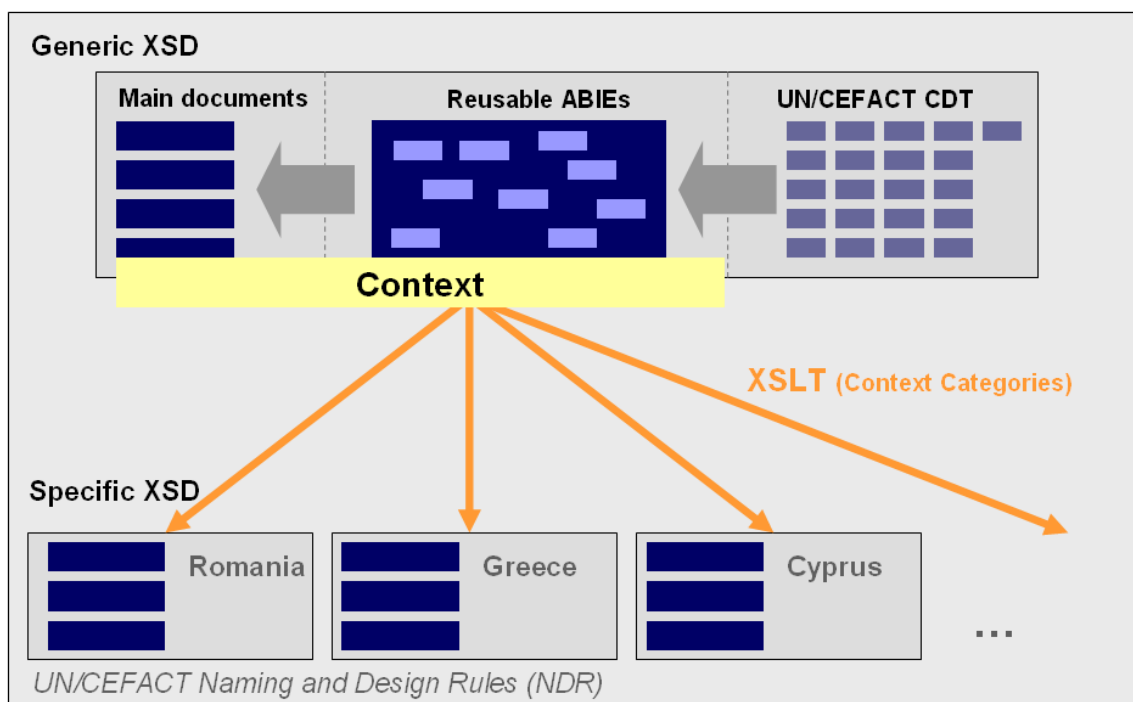 Generic XSD
Main documents
Reusable ABIEs
UN/CEFACT CDT
Context
XSLT (Context Categories)
Specific XSD
Romania
Greece
Cyprus
...
UN/CEFACT Naming and Design Rules (NDR)